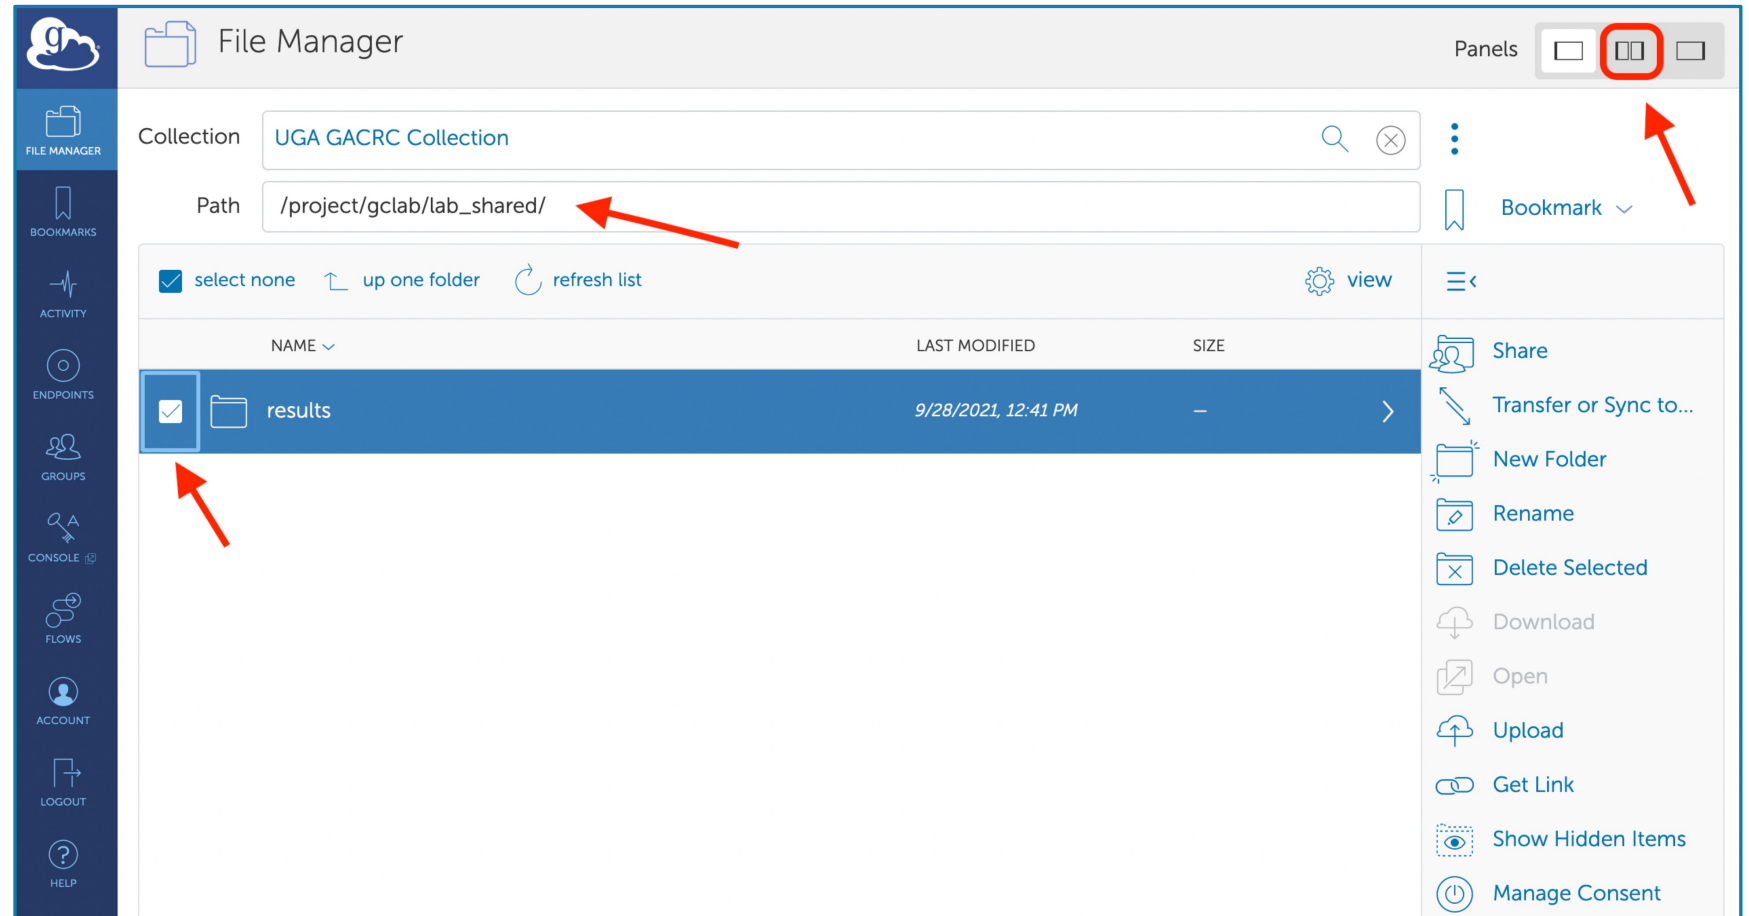 g
File Manager
Panels
FILE MANAGER
Collection
UGA GACRC Collection
Path
/project/gclab/lab_shared/
Bookmark
BOOKMARKS
select none
up one folder
refresh list
view
ACTIVITY
NAME
LAST MODIFIED
SIZE
Share
ENDPOINTS
results
9/28/2021, 12:41 PM
—
Transfer or Sync to...
GROUPS
New Folder
Rename
CONSOLE
Delete Selected
FLOWS
Download
Open
ACCOUNT
Upload
LOGOUT
Get Link
Show Hidden Items
HELP
Manage Consent